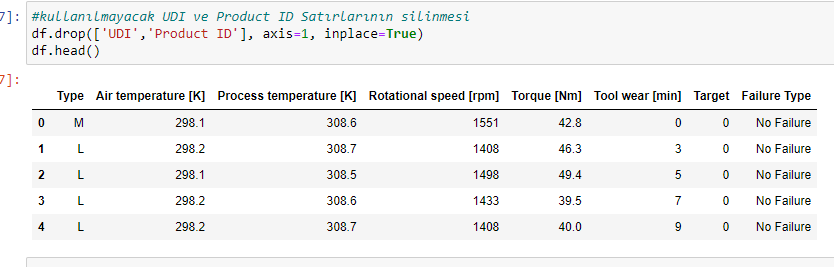 7]: #kullanılmayacak UDI ve Product ID Satırlarının silinmesi
df.drop(['UDI','Product ID'], axis=1, inplace=True)
df.head()
7]:
Type Air temperature [K] Process temperature [K] Rotational speed [rpm] Torque [Nm] Tool wear [min] Target Failure Type
0 M 298.1 308.6 1551 42.8 0 0 No Failure
1 L 298.2 308.7 1408 46.3 3 0 No Failure
2 L 298.1 308.5 1498 49.4 5 0 No Failure
3 L 298.2 308.6 1433 39.5 7 0 No Failure
4 L 298.2 308.7 1408 40.0 9 0 No Failure